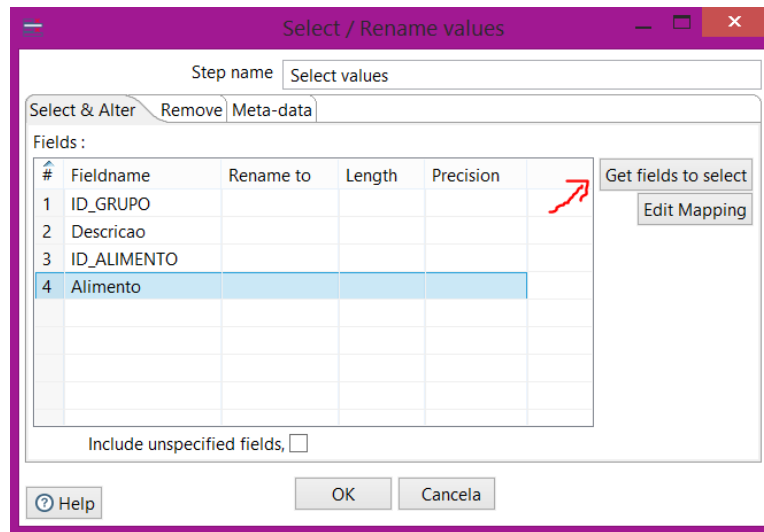 Select / Rename values
Step name Select values
Select & Alter Remove Meta-data
Fields :
# Fieldname Rename to Length Precision
Get fields to select
1 ID_GRUPO
Edit Mapping
2 Descricao
3 ID_ALIMENTO
4 Alimento
Include unspecified fields,
Help OK Cancela